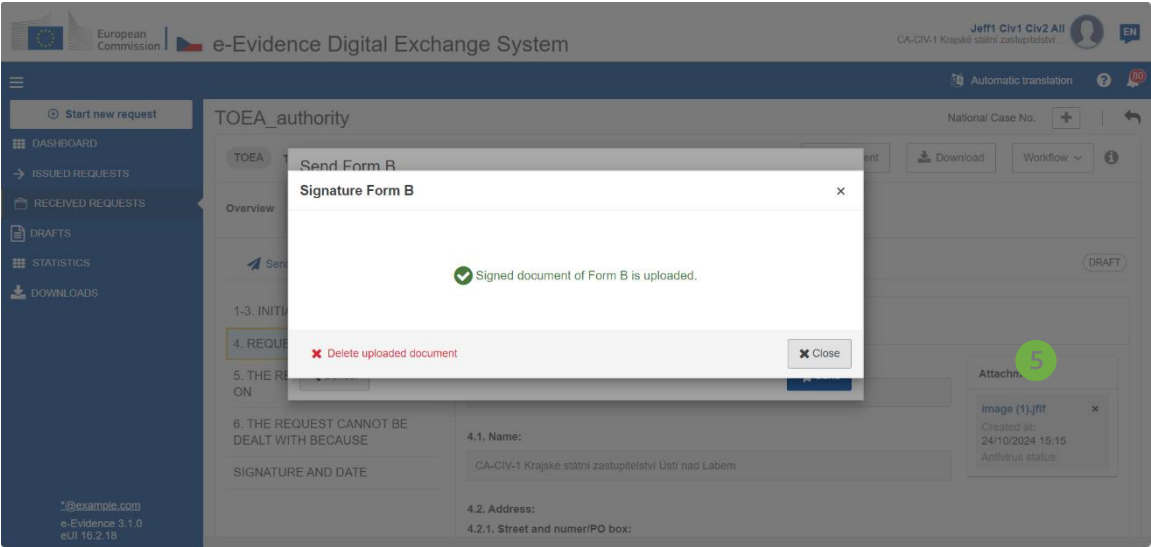 European
Commission
e-Evidence Digital Exchange System
Jeff1 Civ1 Civ2 All
CA-CIV-1 Krajské státní zastupitelství ...
EN
Automatic translation
?
80
Start new request
TOEA_authority
National Case No.
DASHBOARD
ISSUED REQUESTS
RECEIVED REQUESTS
DRAFTS
STATISTICS
DOWNLOADS
TOEA
Send Form B
Download
Workflow
Overview
Signature Form B
×
Signed document of Form B is uploaded.
Delete uploaded document
Close
DRAFT
1-3. INITIA
4. REQUE
5. THE RE
ON
6. THE REQUEST CANNOT BE
DEALT WITH BECAUSE
SIGNATURE AND DATE
4.1. Name:
CA-CIV-1 Krajské státní zastupitelství Ústí nad Labem
4.2. Address:
4.2.1. Street and numer/PO box:
5
Attachm
image (1).jfif
×
Created at:
24/10/2024 15:15
Antivirus status:
*@example.com
e-Evidence 3.1.0
eUI 16.2.18